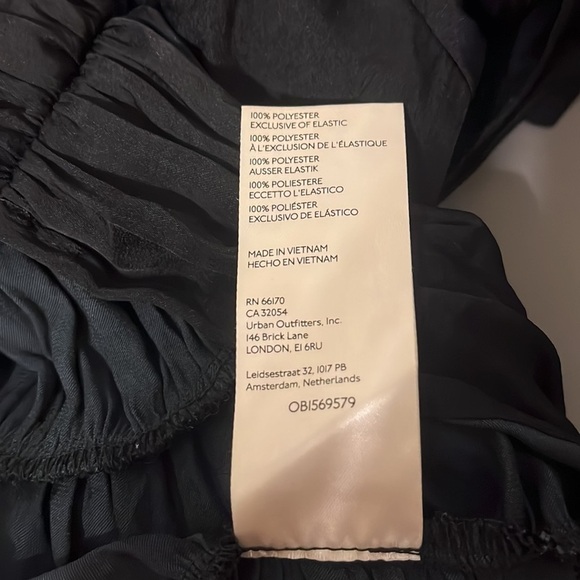 100% POLYESTER
EXCLUSIVE OF ELASTIC
100% POLYESTER
À L'EXCLUSION DE L'ÉLASTIQUE
100% POLYESTER
AUSSER ELASTIK
100% POLIESTERE
ECCETTO L'ELASTICO
100% POLIÉSTER
EXCLUSIVO DE ELÁSTICO
MADE IN VIETNAM
HECHO EN VIETNAM
RN 66170
CA 32054
Urban Outfitters, Inc.
146 Brick Lane
LONDON, E1 6RU
Leidsestraat 32, 1017 PB
Amsterdam, Netherlands
OB1569579